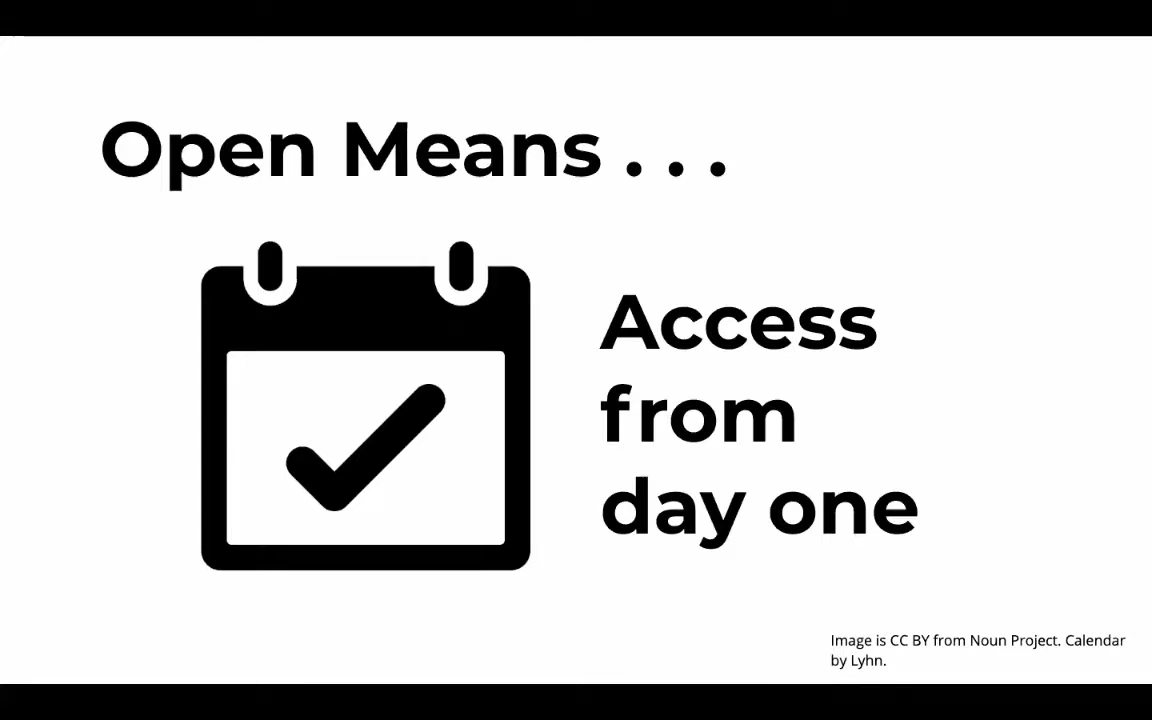 Open Means . . .
Access
from
day one
Image is CC BY from Noun Project. Calendar
by Lyhn.